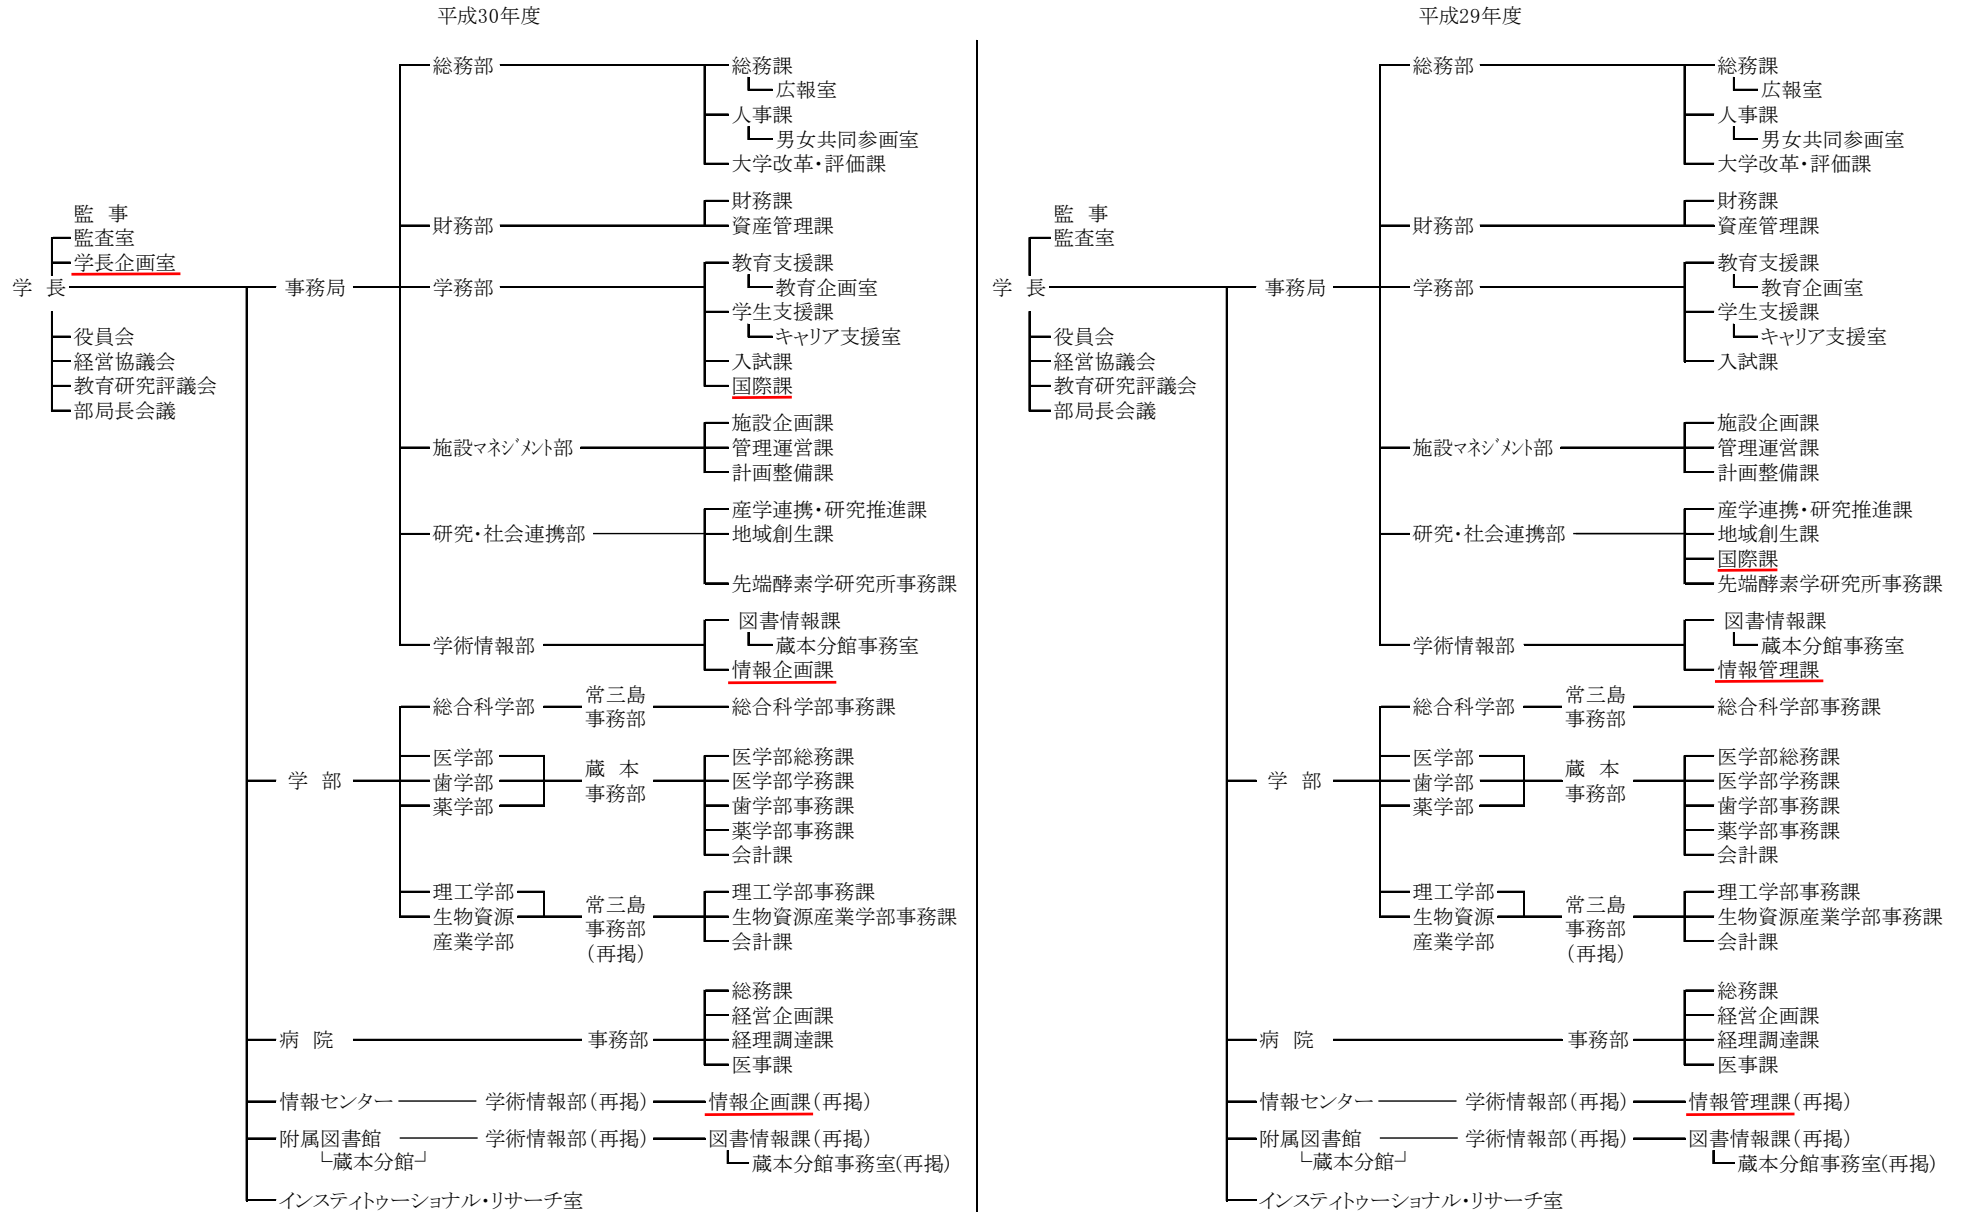 平成30年度
総務部
総務課
広報室
人事課
男女共同参画室
大学改革・評価課
財務課
監 事
財務部
資産管理課
監査室
学長企画室
教育支援課
学 長
事務局
学務部
教育企画室
学生支援課
役員会
キャリア支援室
経営協議会
入試課
教育研究評議会
国際課
部局長会議
施設企画課
施設マネジメント部
管理運営課
計画整備課
産学連携・研究推進課
研究・社会連携部
地域創生課
先端酵素学研究所事務課
図書情報課
学術情報部
蔵本分館事務室
情報企画課
総合科学部
常三島
事務部
総合科学部事務課
医学部
医学部総務課
学 部
歯学部
蔵 本
事務部
医学部学務課
薬学部
歯学部事務課
薬学部事務課
会計課
理工学部
理工学部事務課
生物資源
産業学部
常三島
事務部
(再掲)
生物資源産業学部事務課
会計課
総務課
経営企画課
病 院
事務部
経理調達課
医事課
情報センター
学術情報部(再掲)
情報企画課(再掲)
附属図書館
学術情報部(再掲)
図書情報課(再掲)
└蔵本分館┘
蔵本分館事務室(再掲)
インスティトゥーショナル・リサーチ室
平成29年度
総務部
総務課
広報室
人事課
男女共同参画室
大学改革・評価課
財務課
監 事
財務部
資産管理課
監査室
教育支援課
学 長
事務局
学務部
教育企画室
学生支援課
役員会
キャリア支援室
経営協議会
入試課
教育研究評議会
部局長会議
施設企画課
施設マネジメント部
管理運営課
計画整備課
産学連携・研究推進課
研究・社会連携部
地域創生課
国際課
先端酵素学研究所事務課
図書情報課
学術情報部
蔵本分館事務室
情報管理課
総合科学部
常三島
事務部
総合科学部事務課
医学部
医学部総務課
学 部
歯学部
蔵 本
事務部
医学部学務課
薬学部
歯学部事務課
薬学部事務課
会計課
理工学部
理工学部事務課
生物資源
産業学部
常三島
事務部
(再掲)
生物資源産業学部事務課
会計課
総務課
経営企画課
病 院
事務部
経理調達課
医事課
情報センター
学術情報部(再掲)
情報管理課(再掲)
附属図書館
学術情報部(再掲)
図書情報課(再掲)
└蔵本分館┘
蔵本分館事務室(再掲)
インスティトゥーショナル・リサーチ室